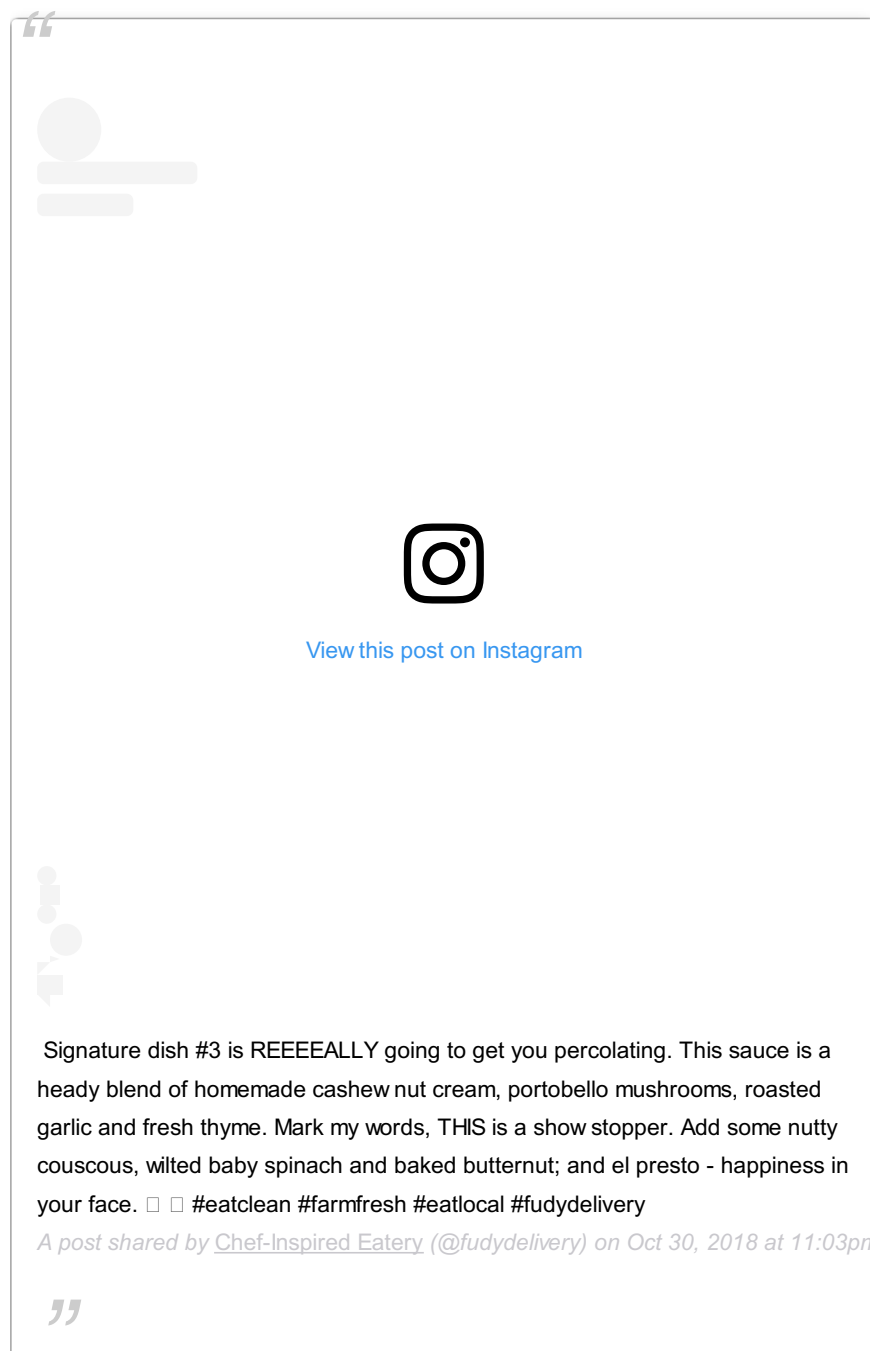 “
View this post on Instagram
Signature dish #3 is REEEEALLY going to get you percolating. This sauce is a
heady blend of homemade cashew nut cream, portobello mushrooms, roasted
garlic and fresh thyme. Mark my words, THIS is a show stopper. Add some nutty
couscous, wilted baby spinach and baked butternut; and el presto - happiness in
your face. □ □ #eatclean #farmfresh #eatlocal #fudydelivery
A post shared by Chef-Inspired Eatery (@fudydelivery) on Oct 30, 2018 at 11:03p
”